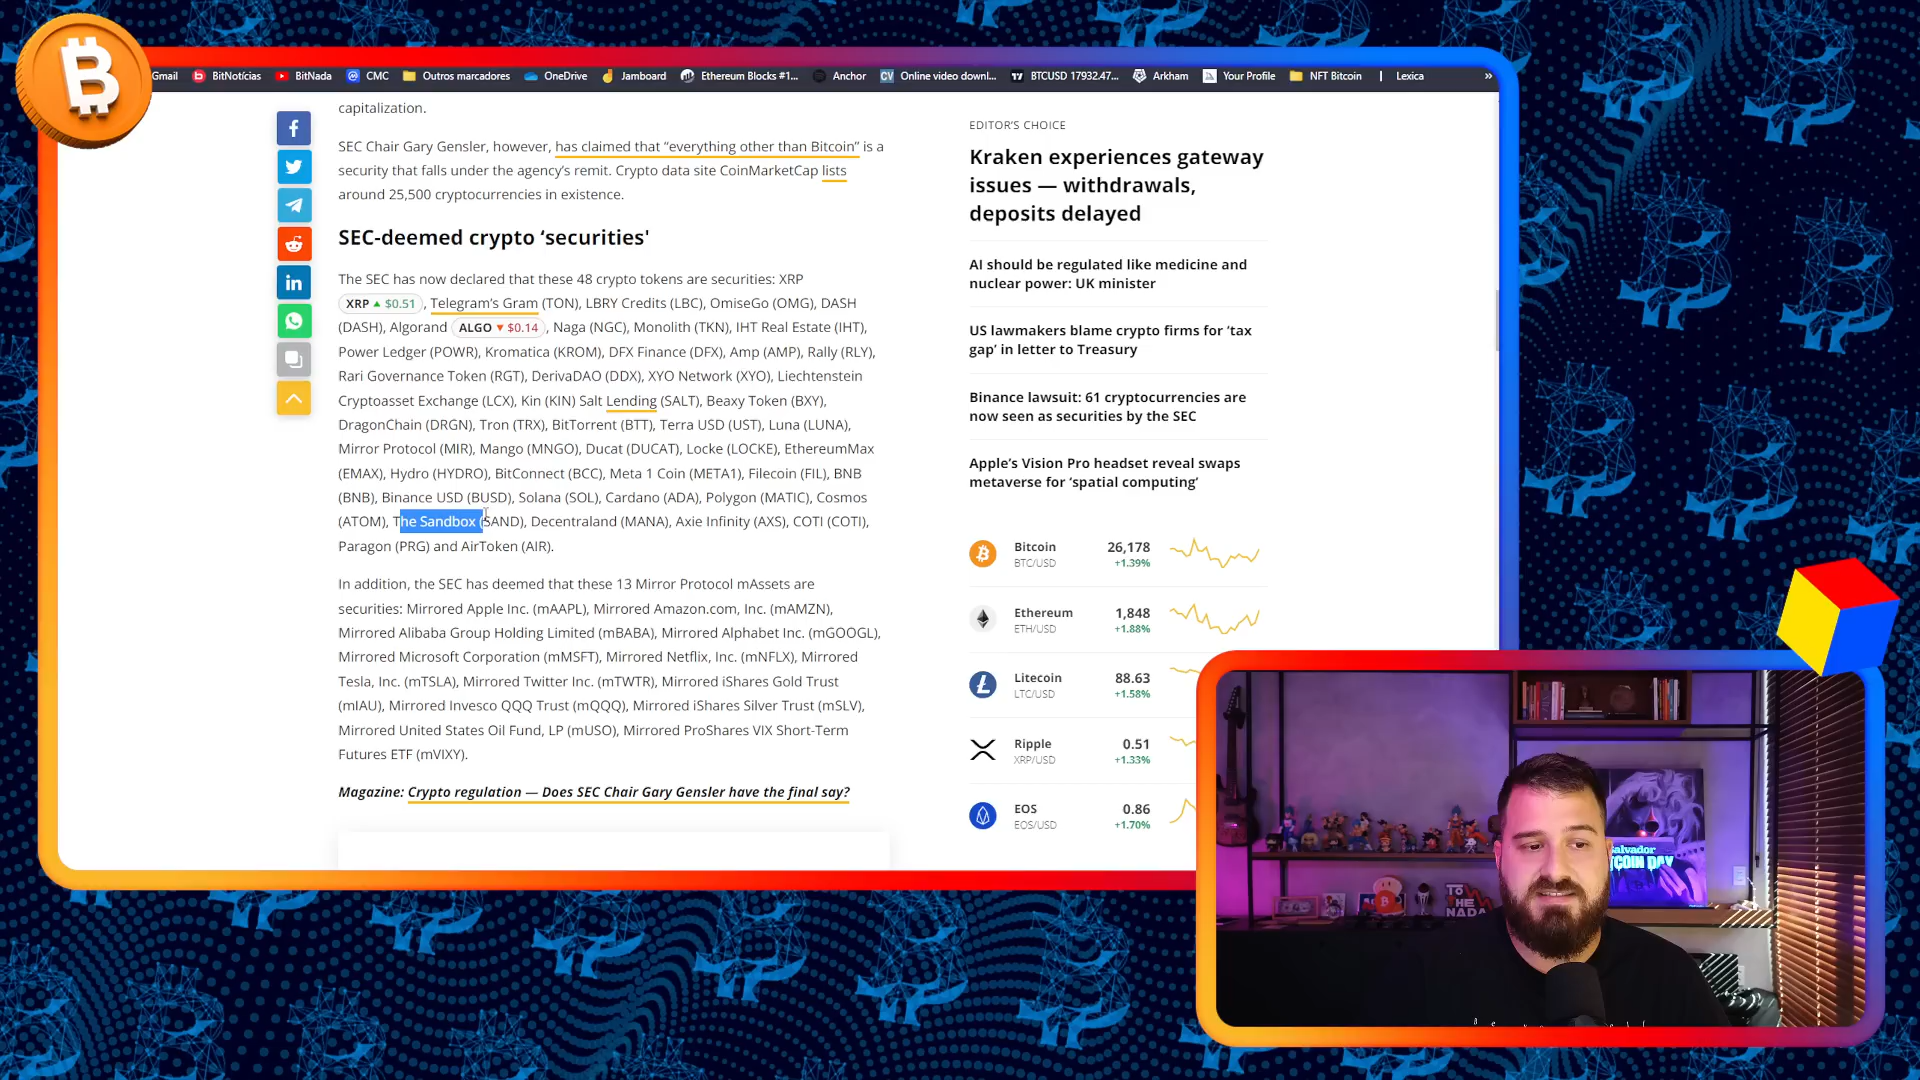 Gmail
BitNotícias
BitNada
CMC
Outros marcadores
OneDrive
Jamboard
Ethereum Blocks #1...
Anchor
CV Online video downl...
BTCUSD 17932.47...
Arkham
Your Profile
NFT Bitcoin
Lexica
»
capitalization.
SEC Chair Gary Gensler, however, has claimed that “everything other than Bitcoin” is a
security that falls under the agency’s remit. Crypto data site CoinMarketCap lists
around 25,500 cryptocurrencies in existence.
SEC-deemed crypto ‘securities'
The SEC has now declared that these 48 crypto tokens are securities: XRP
XRP ▲ $0.51 , Telegram’s Gram (TON), LBRY Credits (LBC), OmiseGo (OMG), DASH
(DASH), Algorand ALGO ▼ $0.14 , Naga (NGC), Monolith (TKN), IHT Real Estate (IHT),
Power Ledger (POWR), Kromatica (KROM), DFX Finance (DFX), Amp (AMP), Rally (RLY),
Rari Governance Token (RGT), DerivaDAO (DDX), XYO Network (XYO), Liechtenstein
Cryptoasset Exchange (LCX), Kin (KIN) Salt Lending (SALT), Beaxy Token (BXY),
DragonChain (DRGN), Tron (TRX), BitTorrent (BTT), Terra USD (UST), Luna (LUNA),
Mirror Protocol (MIR), Mango (MNGO), Ducat (DUCAT), Locke (LOCKE), EthereumMax
(EMAX), Hydro (HYDRO), BitConnect (BCC), Meta 1 Coin (META1), Filecoin (FIL), BNB
(BNB), Binance USD (BUSD), Solana (SOL), Cardano (ADA), Polygon (MATIC), Cosmos
(ATOM), The Sandbox (SAND), Decentraland (MANA), Axie Infinity (AXS), COTI (COTI),
Paragon (PRG) and AirToken (AIR).
In addition, the SEC has deemed that these 13 Mirror Protocol mAssets are
securities: Mirrored Apple Inc. (mAAPL), Mirrored Amazon.com, Inc. (mAMZN),
Mirrored Alibaba Group Holding Limited (mBABA), Mirrored Alphabet Inc. (mGOOGL),
Mirrored Microsoft Corporation (mMSFT), Mirrored Netflix, Inc. (mNFLX), Mirrored
Tesla, Inc. (mTSLA), Mirrored Twitter Inc. (mTWTR), Mirrored iShares Gold Trust
(mIAU), Mirrored Invesco QQQ Trust (mQQQ), Mirrored iShares Silver Trust (mSLV),
Mirrored United States Oil Fund, LP (mUSO), Mirrored ProShares VIX Short-Term
Futures ETF (mVIXY).
Magazine: Crypto regulation — Does SEC Chair Gary Gensler have the final say?
EDITOR’S CHOICE
Kraken experiences gateway
issues — withdrawals,
deposits delayed
AI should be regulated like medicine and
nuclear power: UK minister
US lawmakers blame crypto firms for ‘tax
gap’ in letter to Treasury
Binance lawsuit: 61 cryptocurrencies are
now seen as securities by the SEC
Apple’s Vision Pro headset reveal swaps
metaverse for ‘spatial computing’
Bitcoin 26,178
BTC/USD +1.39%
Ethereum 1,848
ETH/USD +1.88%
Litecoin 88.63
LTC/USD +1.58%
Ripple 0.51
XRP/USD +1.33%
EOS 0.86
EOS/USD +1.70%
TO
THE
NADA